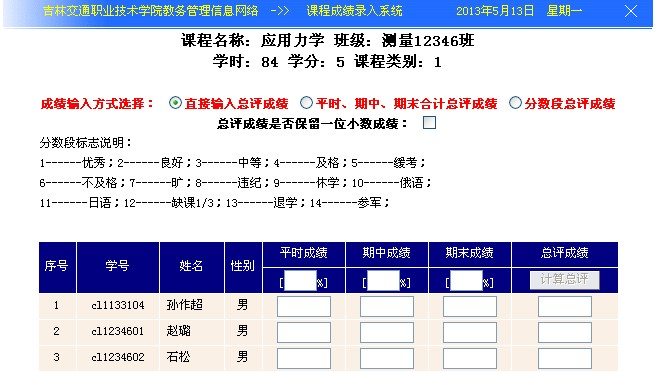 吉林交通职业技术学院教务管理信息网络 ->> 课程成绩录入系统 2013年5月13日 星期一
课程名称：应用力学 班级：测量12346班
学时：84 学分：5 课程类别：1
成绩输入方式选择： 直接输入总评成绩 平时、期中、期末合计总评成绩 分数段总评成绩
总评成绩是否保留一位小数成绩：
分数段标志说明：
1------优秀；2------良好；3------中等；4------及格；5------缓考；
6------不及格；7------旷；8------违纪；9------休学；10------俄语；
11------日语；12------缺课1/3；13------退学；14------参军；
序号 学号 姓名 性别 平时成绩 期中成绩 期末成绩 总评成绩
[ %] [ %] [ %] 计算总评
1 cl1133104 孙作超 男
2 cl1234601 赵璐 男
3 cl1234602 石松 男